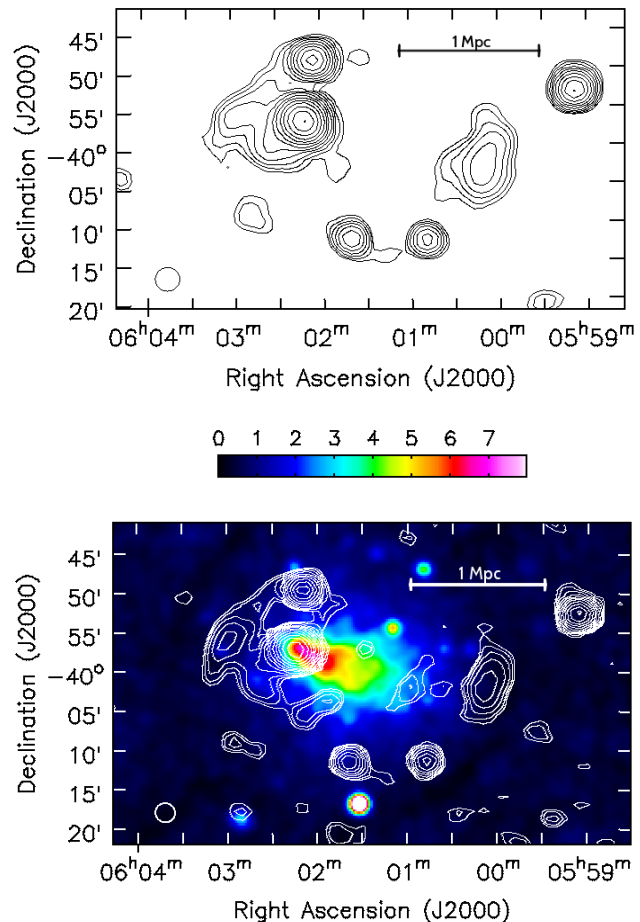 45'
1 Mpc
50'
55'
−40°
05'
10'
15'
20'
Declination (J2000)
06ʰ04ᵐ 03ᵐ 02ᵐ 01ᵐ 00ᵐ 05ʰ59ᵐ
Right Ascension (J2000)
0 1 2 3 4 5 6 7
45'
1 Mpc
50'
55'
−40°
05'
10'
15'
20'
Declination (J2000)
06ʰ04ᵐ 03ᵐ 02ᵐ 01ᵐ 00ᵐ 05ʰ59ᵐ
Right Ascension (J2000)